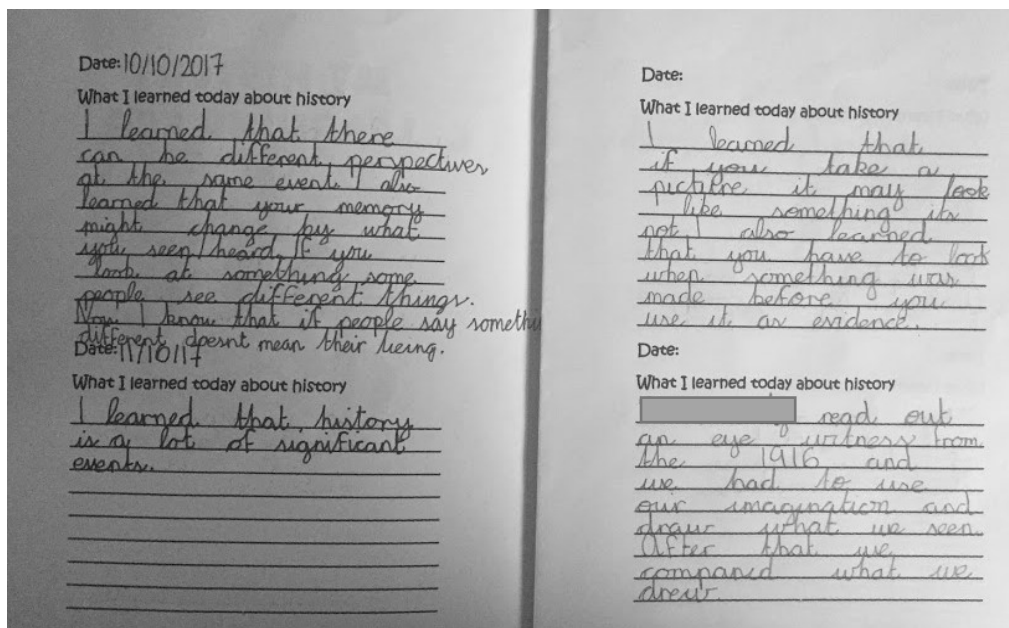 Date: 10/10/2017
What I learned today about history
I learned that there
can be different perspectives
at the same event. I also
learned that your memory
might change by what
you seen/heard. If you
look at something some
people see different things.
Now I know that if people say somethi
different doesnt mean their lieing.
Date: 11/10/17
What I learned today about history
I learned that history
is a lot of significant
events.
Date:
What I learned today about history
I learned that
if you take a
pictitre it may look
like something its
not I also learned
that you have to look
when something was
made before you
use it as evidence.
Date:
What I learned today about history
read out
an eye witness from
the 1916 and
we had to use
our imagination and
draw what we seen.
After that we
compared what we
drew.